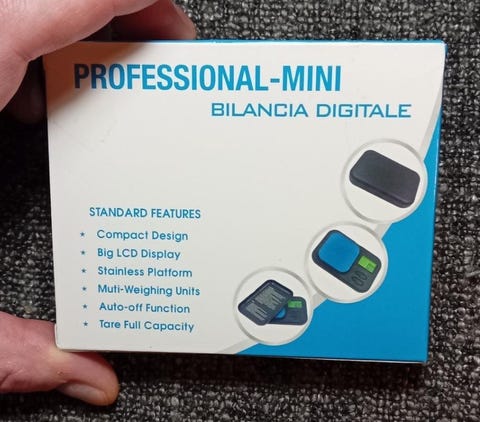 PROFESSIONAL-MINI
BILANCIA DIGITALE
STANDARD FEATURES
* Compact Design
* Big LCD Display
* Stainless Platform
* Muti-Weighing Units
* Auto-off Function
* Tare Full Capacity